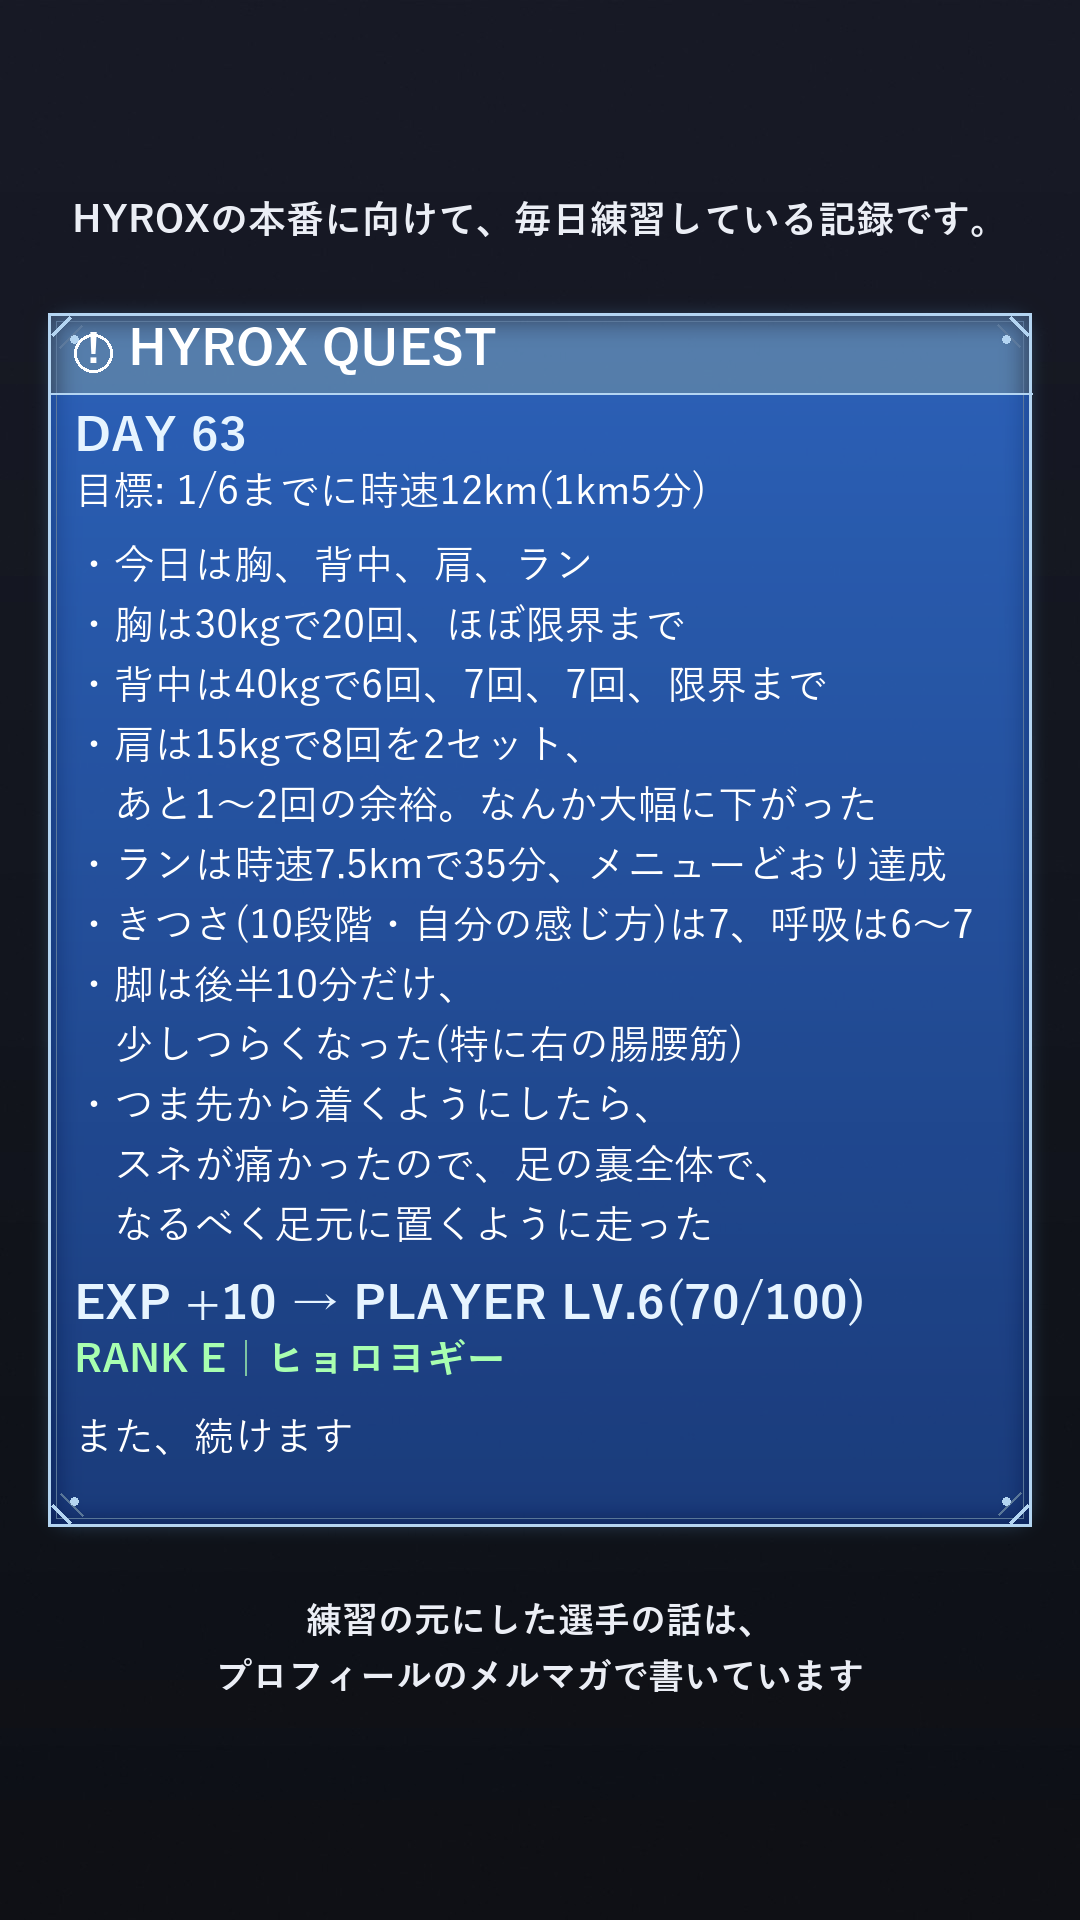 HYROXの本番に向けて、毎日練習している記録です。
! HYROX QUEST
DAY 63
目標: 1/6までに時速12km(1km5分)
・今日は胸、背中、肩、ラン
・胸は30kgで20回、ほぼ限界まで
・背中は40kgで6回、7回、7回、限界まで
・肩は15kgで8回を2セット、
あと1〜2回の余裕。なんか大幅に下がった
・ランは時速7.5kmで35分、メニューどおり達成
・きつさ(10段階・自分の感じ方)は7、呼吸は6〜7
・脚は後半10分だけ、
少しつらくなった(特に右の腸腰筋)
・つま先から着くようにしたら、
スネが痛かったので、足の裏全体で、
なるべく足元に置くように走った
EXP +10 → PLAYER LV.6(70/100)
RANK E｜ヒョロヨギー
また、続けます
練習の元にした選手の話は、
プロフィールのメルマガで書いています